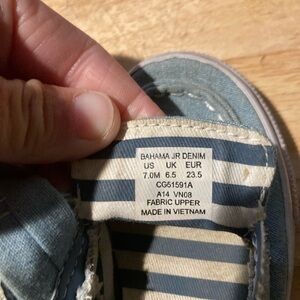 BAHAMA JR DENIM
US UK EUR
7.0M 6.5 23.5
CG51591A
A14 VN08
FABRIC UPPER
MADE IN VIETNAM